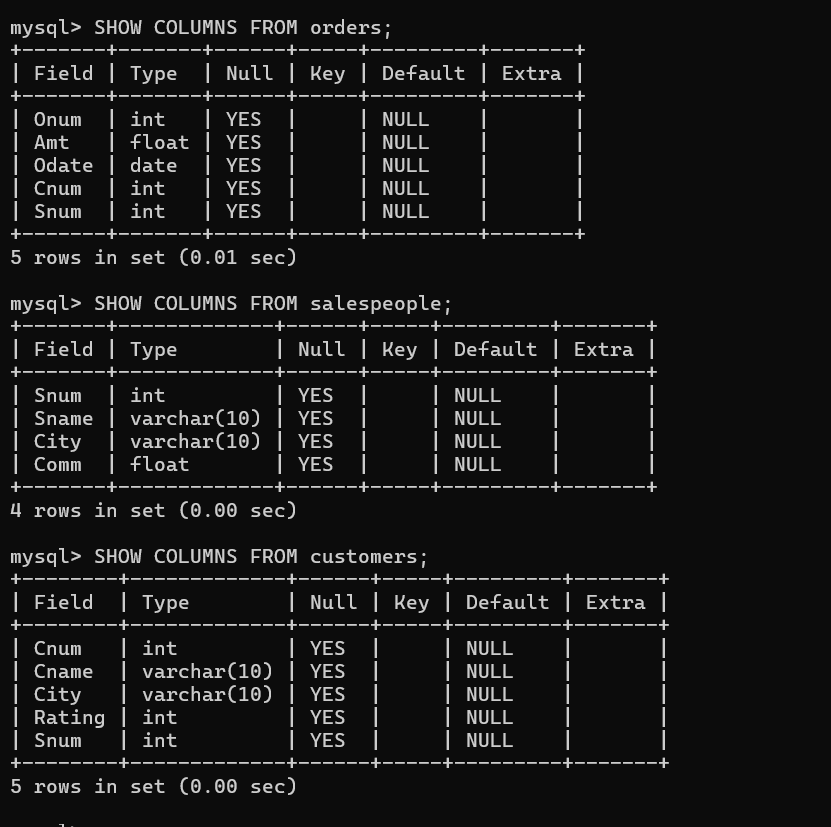 mysql> SHOW COLUMNS FROM orders;
+-------+-------+------+-----+---------+-------+
| Field | Type  | Null | Key | Default | Extra |
+-------+-------+------+-----+---------+-------+
| Onum  | int   | YES  |     | NULL    |       |
| Amt   | float | YES  |     | NULL    |       |
| Odate | date  | YES  |     | NULL    |       |
| Cnum  | int   | YES  |     | NULL    |       |
| Snum  | int   | YES  |     | NULL    |       |
+-------+-------+------+-----+---------+-------+
5 rows in set (0.01 sec)

mysql> SHOW COLUMNS FROM salespeople;
+-------+-------------+------+-----+---------+-------+
| Field | Type        | Null | Key | Default | Extra |
+-------+-------------+------+-----+---------+-------+
| Snum  | int         | YES  |     | NULL    |       |
| Sname | varchar(10) | YES  |     | NULL    |       |
| City  | varchar(10) | YES  |     | NULL    |       |
| Comm  | float       | YES  |     | NULL    |       |
+-------+-------------+------+-----+---------+-------+
4 rows in set (0.00 sec)

mysql> SHOW COLUMNS FROM customers;
+--------+-------------+------+-----+---------+-------+
| Field  | Type        | Null | Key | Default | Extra |
+--------+-------------+------+-----+---------+-------+
| Cnum   | int         | YES  |     | NULL    |       |
| Cname  | varchar(10) | YES  |     | NULL    |       |
| City   | varchar(10) | YES  |     | NULL    |       |
| Rating | int         | YES  |     | NULL    |       |
| Snum   | int         | YES  |     | NULL    |       |
+--------+-------------+------+-----+---------+-------+
5 rows in set (0.00 sec)